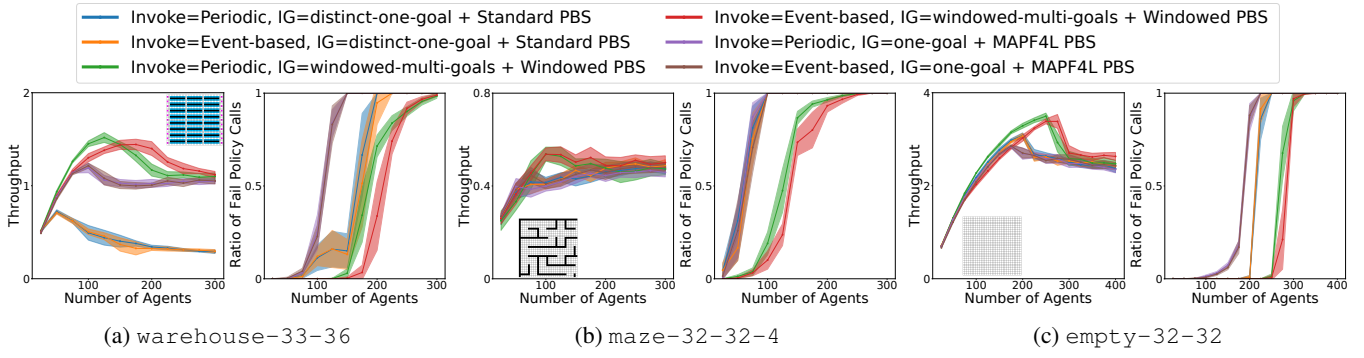 Invoke=Periodic, IG=distinct-one-goal + Standard PBS
Invoke=Event-based, IG=distinct-one-goal + Standard PBS
Invoke=Periodic, IG=windowed-multi-goals + Windowed PBS
Invoke=Event-based, IG=windowed-multi-goals + Windowed PBS
Invoke=Periodic, IG=one-goal + MAPF4L PBS
Invoke=Event-based, IG=one-goal + MAPF4L PBS
Throughput
2
1
0
100
200
300
Number of Agents
Ratio of Fail Policy Calls
1
0.5
0
100
200
300
Number of Agents
(a) warehouse-33-36
Throughput
0.8
0.4
0.0
100
200
300
Number of Agents
Ratio of Fail Policy Calls
1
0.5
0
100
200
300
Number of Agents
(b) maze-32-32-4
Throughput
4
2
0
100
200
300
400
Number of Agents
Ratio of Fail Policy Calls
1
0.5
0
100
200
300
400
Number of Agents
(c) empty-32-32